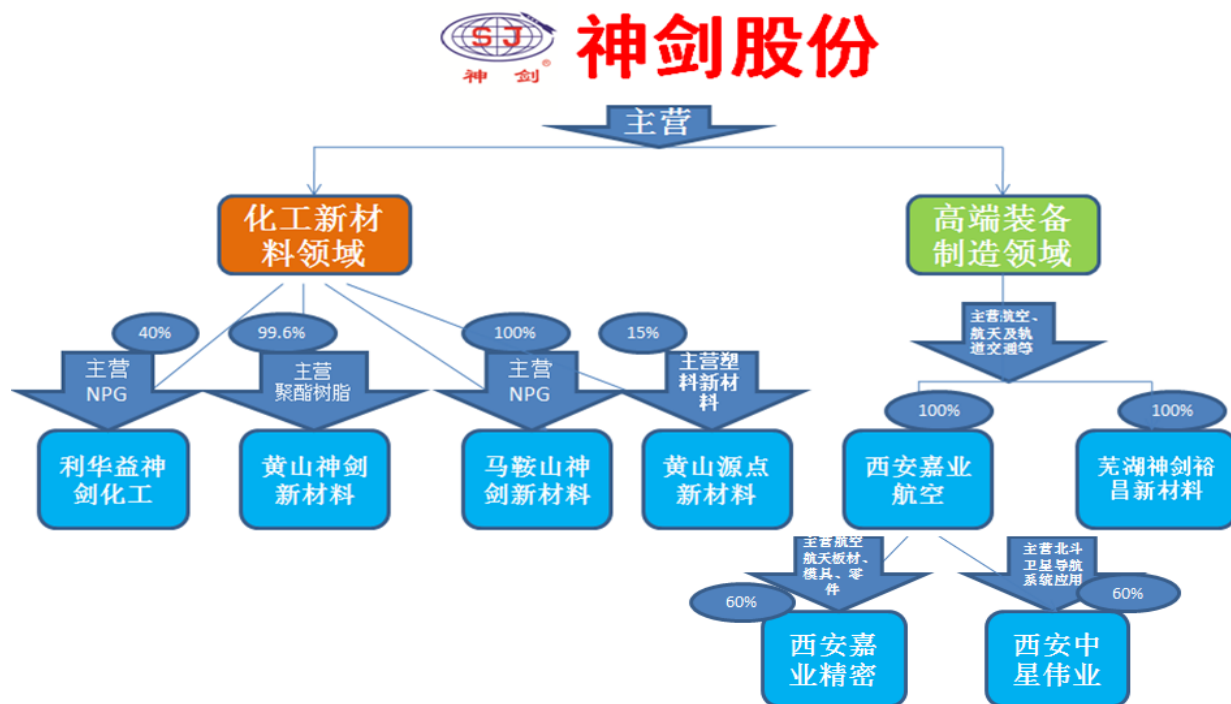 SJ
神剑
®
神剑股份
主营
化工新材
料领域
高端装备
制造领域
40%
99.6%
100%
15%
主营
NPG
主营
聚酯树脂
主营
NPG
主营塑
料新材
料
主营航空、
航天及轨
道交通等
100%
100%
利华益神
剑化工
黄山神剑
新材料
马鞍山神
剑新材料
黄山源点
新材料
西安嘉业
航空
芜湖神剑裕
昌新材料
主营航空
航天板材、
模具、零
件
主营北斗
卫星导航
系统应用
60%
60%
西安嘉
业精密
西安中
星伟业